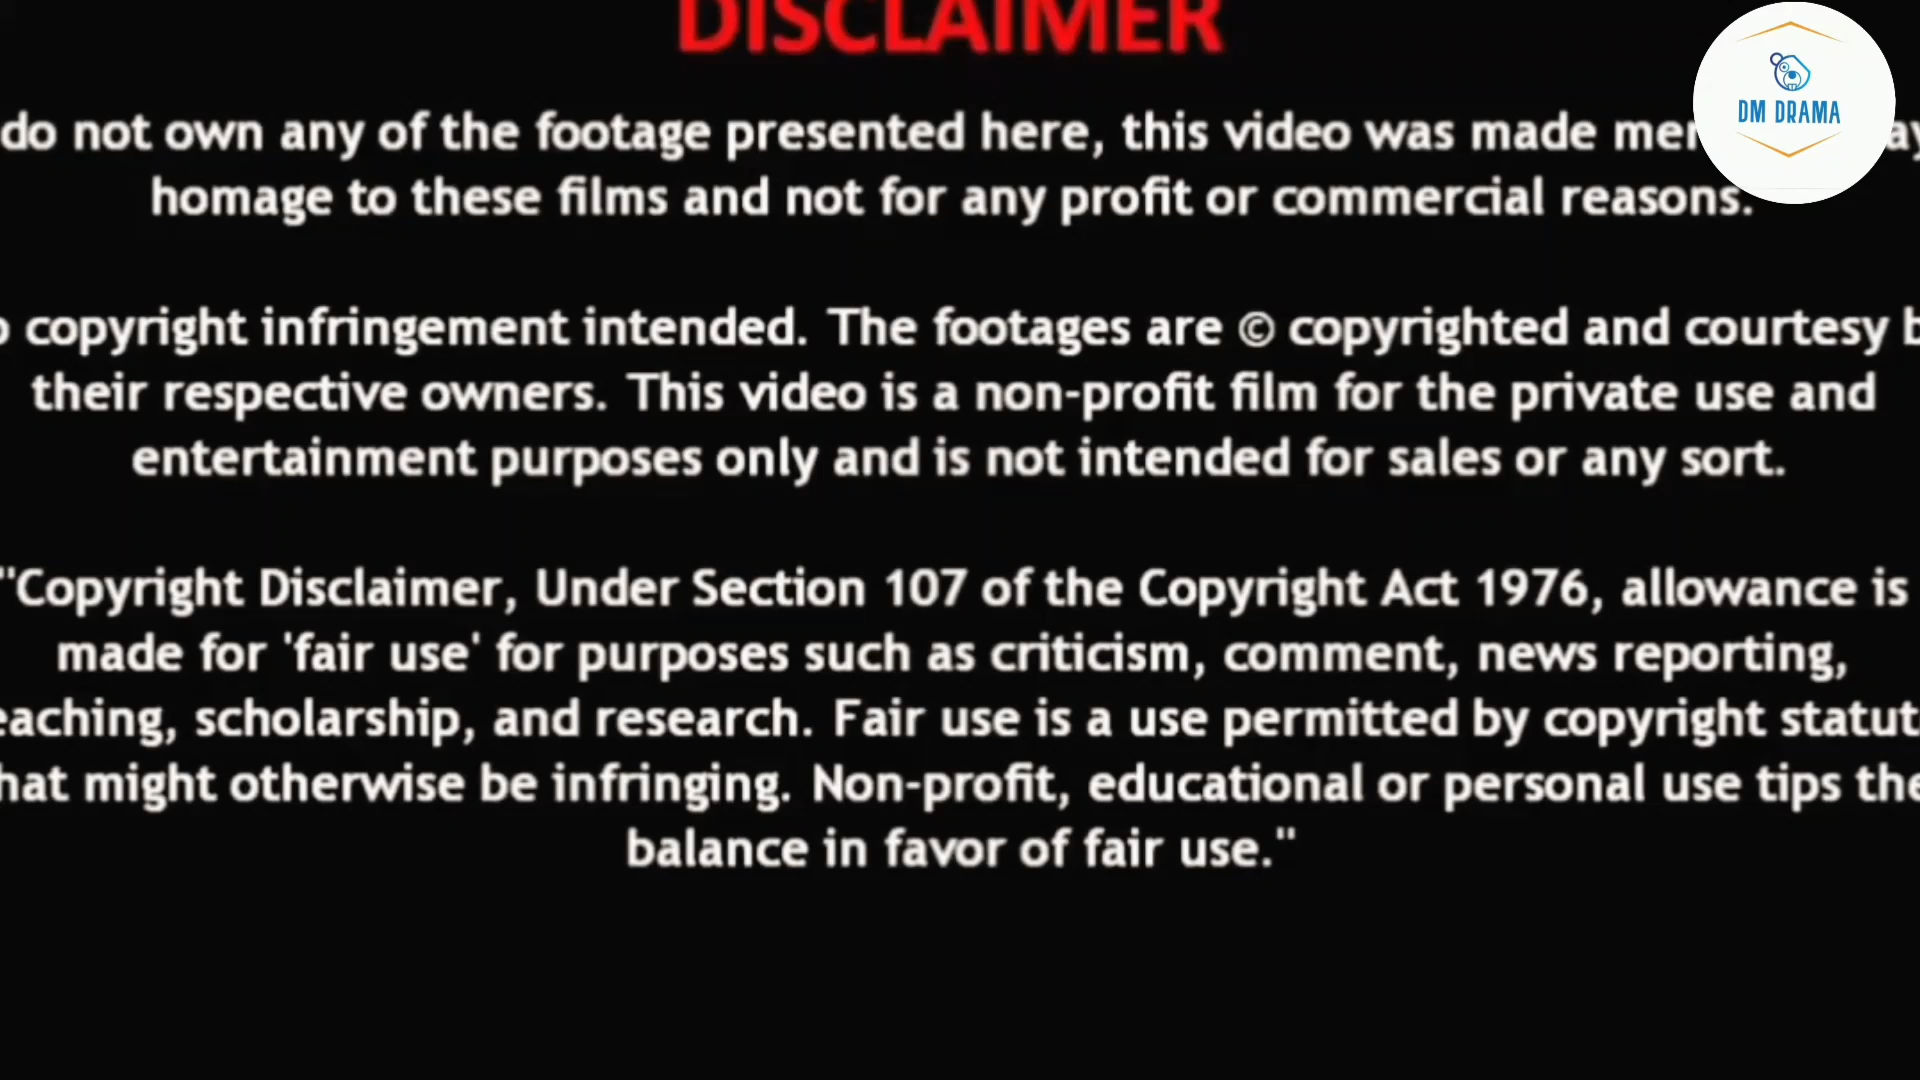 DISCLAIMER
DM DRAMA
do not own any of the footage presented here, this video was made
homage to these films and not for any profit or commercial reasons.
copyright infringement intended. The footages are © copyrighted and courtesy
their respective owners. This video is a non-profit film for the private use and
entertainment purposes only and is not intended for sales or any sort.
"Copyright Disclaimer, Under Section 107 of the Copyright Act 1976, allowance is
made for 'fair use' for purposes such as criticism, comment, news reporting,
eaching, scholarship, and research. Fair use is a use permitted by copyright statut
hat might otherwise be infringing. Non-profit, educational or personal use tips the
balance in favor of fair use."